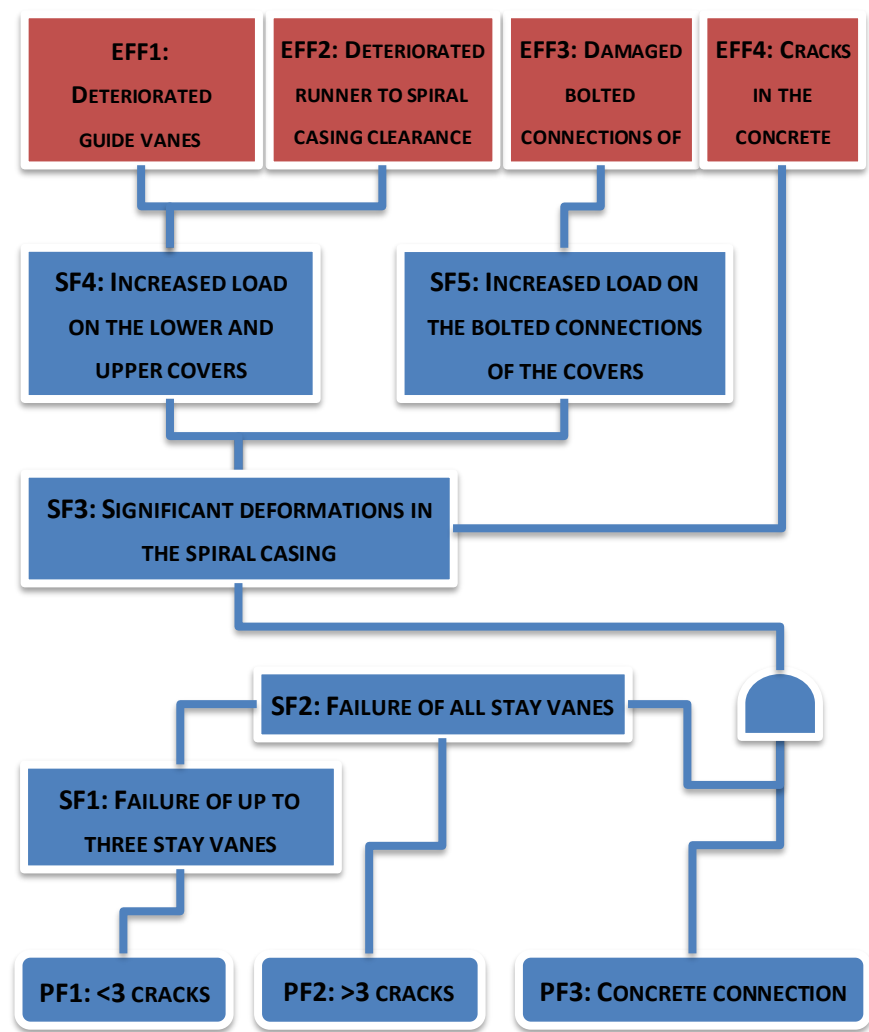 EFF1:
DETERIORATED
GUIDE VANES
EFF2: DETERIORATED
RUNNER TO SPIRAL
CASING CLEARANCE
EFF3: DAMAGED
BOLTED
CONNECTIONS OF
EFF4: CRACKS
IN THE
CONCRETE
SF4: INCREASED LOAD
ON THE LOWER AND
UPPER COVERS
SF5: INCREASED LOAD ON
THE BOLTED CONNECTIONS
OF THE COVERS
SF3: SIGNIFICANT DEFORMATIONS IN
THE SPIRAL CASING
SF2: FAILURE OF ALL STAY VANES
SF1: FAILURE OF UP TO
THREE STAY VANES
PF1: <3 CRACKS
PF2: >3 CRACKS
PF3: CONCRETE CONNECTION